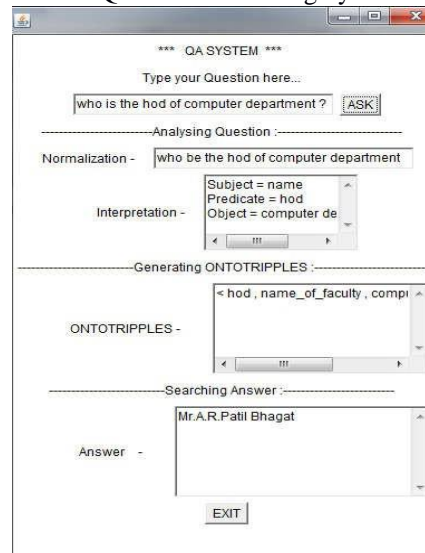 *** QA SYSTEM ***
Type your Question here...
who is the hod of computer department ? ASK
--------------------------Analysing Question :-----------------------------
Normalization - who be the hod of computer department
Subject = name
Predicate = hod
Interpretation - Object = computer de
---------------------------Generating ONTOTRIPPLES :--------------------------
< hod , name_of_faculty , compu
ONTOTRIPPLES -
---------------------------Searching Answer :--------------------------
Mr.A.R.Patil Bhagat
Answer -
EXIT